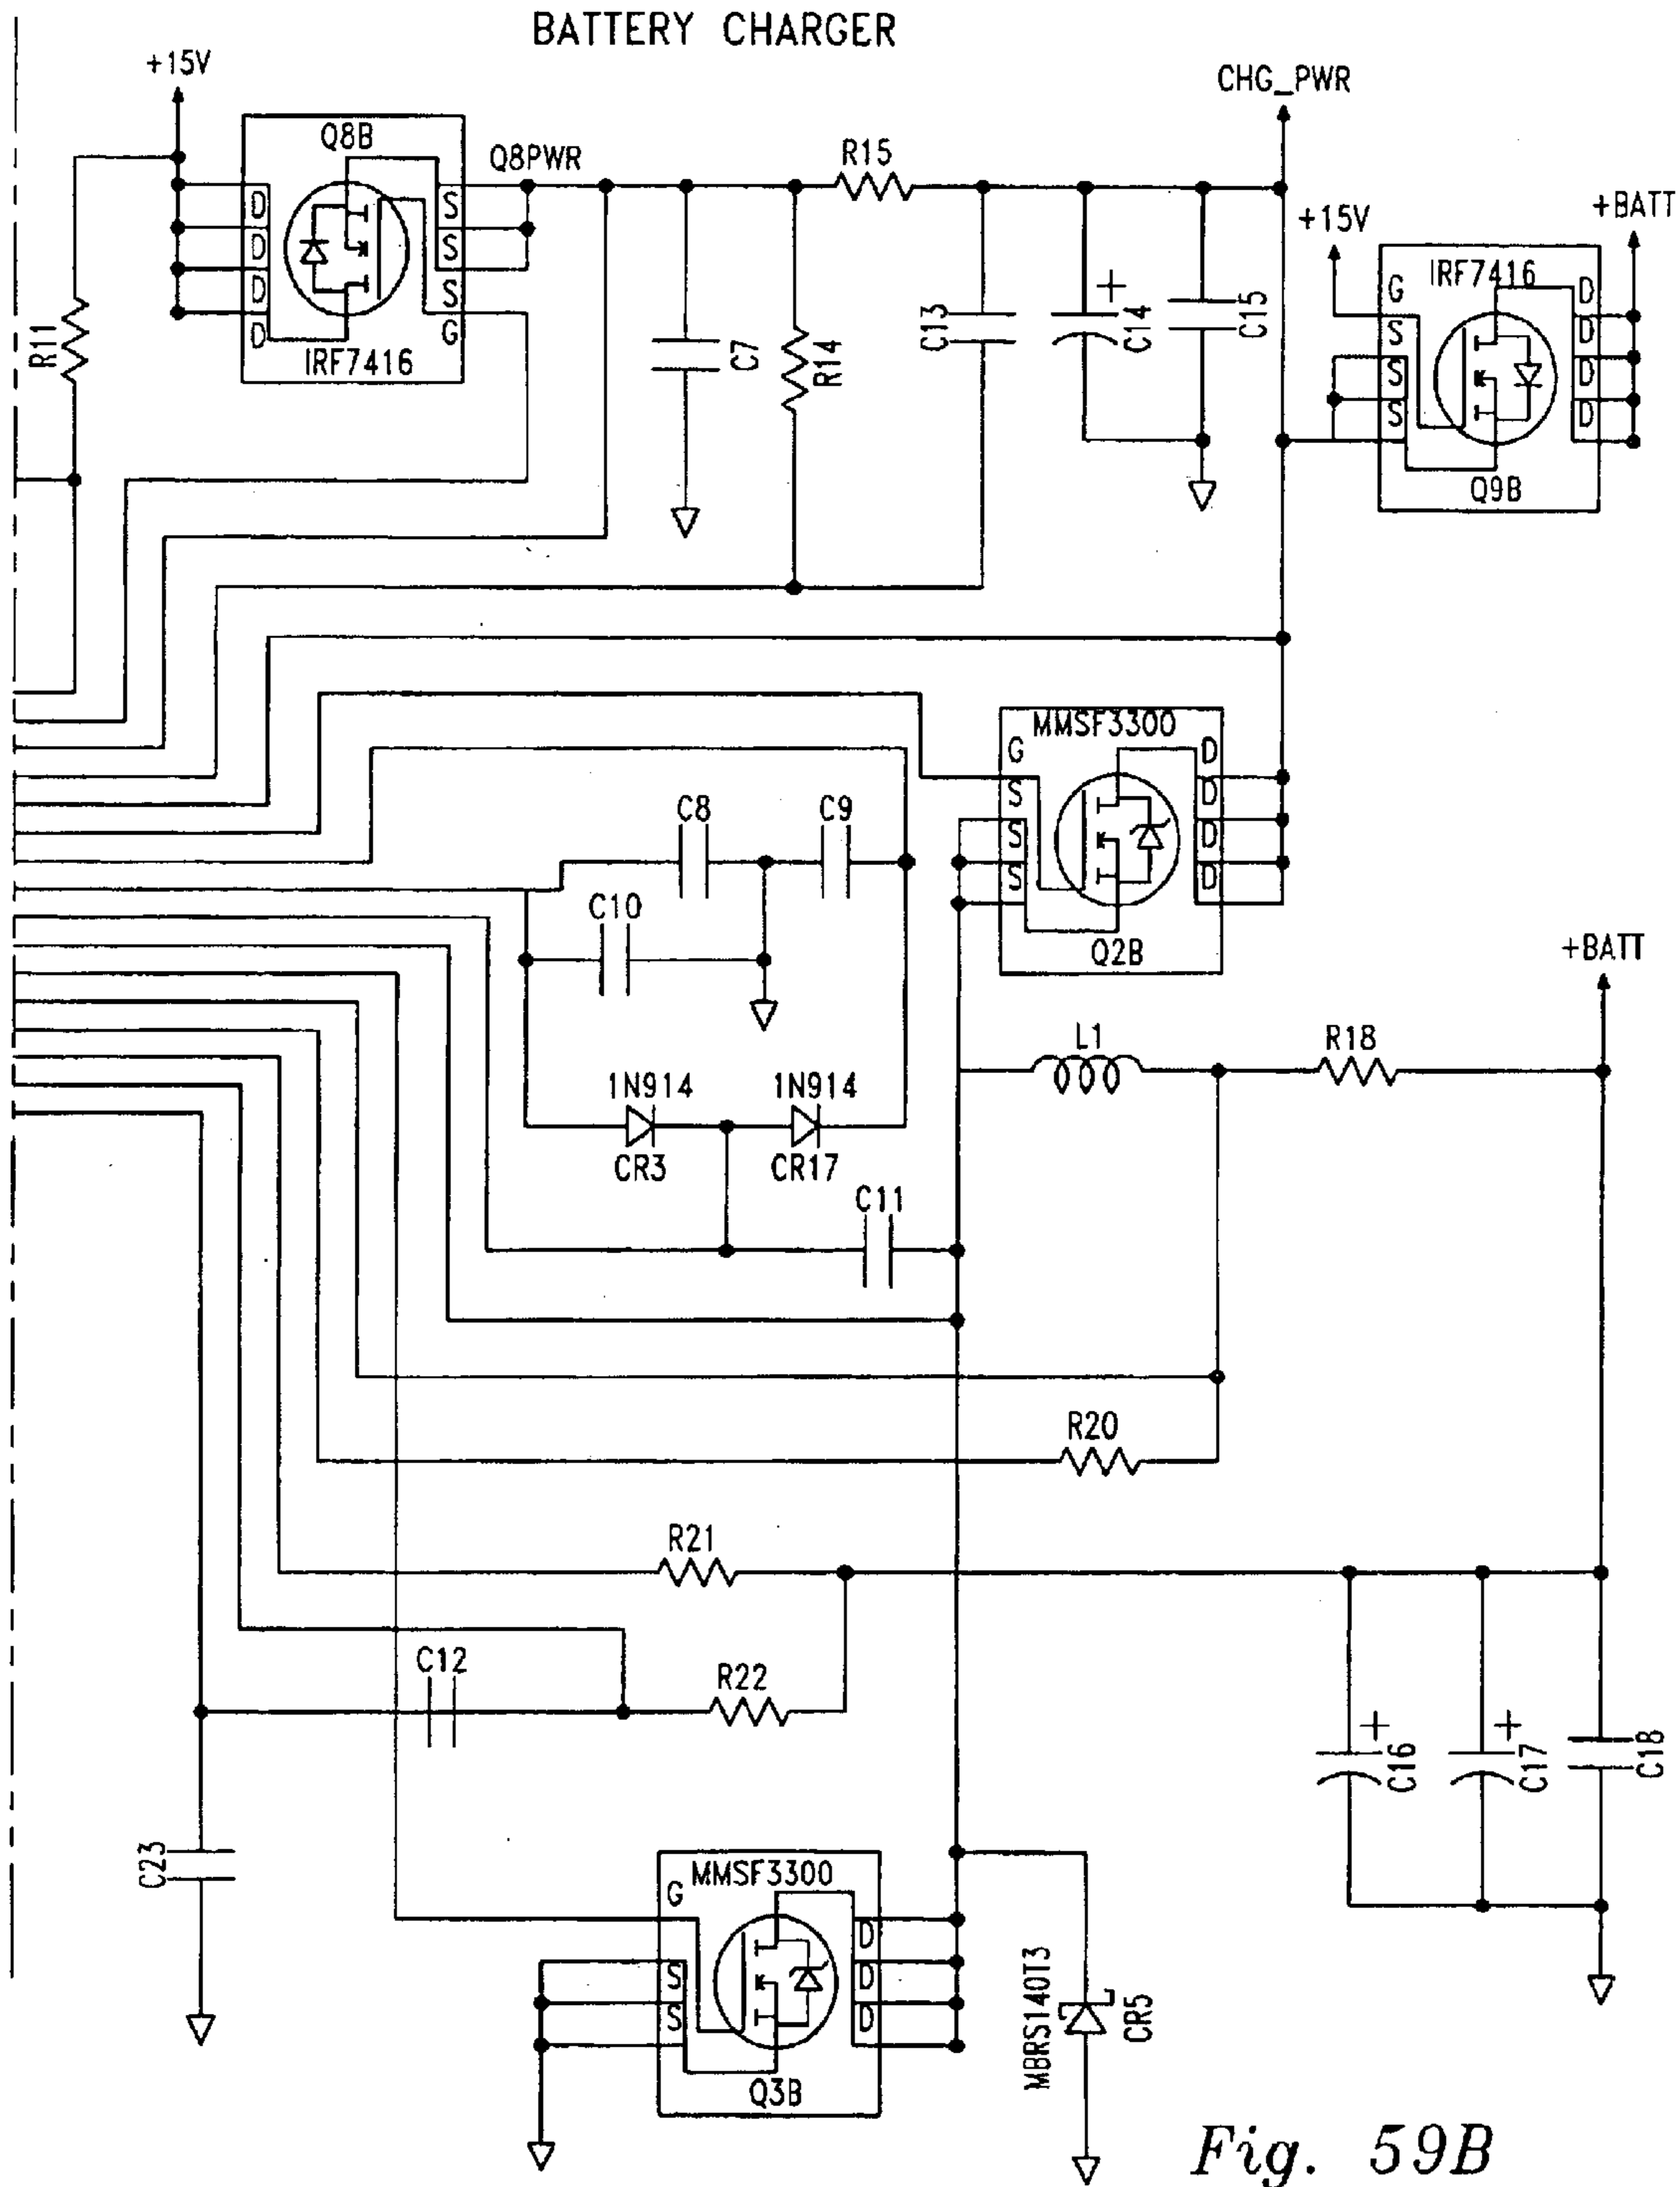 BATTERY CHARGER
+15V
CHG_PWR
Q8B
Q8PWR
R15
+15V
+BATT
D
D
D
D
S
S
S
G
IRF7416
R11
C7
R14
C13
+
C14
C15
G
S
S
S
IRF7416
D
D
D
D
Q9B
MMSF3300
G
S
S
S
D
D
D
D
Q2B
C8
C9
C10
+BATT
L1
R18
1N914
CR3
1N914
CR17
C11
R20
R21
C12
R22
+
C16
+
C17
C18
C23
MMSF3300
G
S
S
D
D
D
Q3B
MBRS140T3
CR5
Fig. 59B